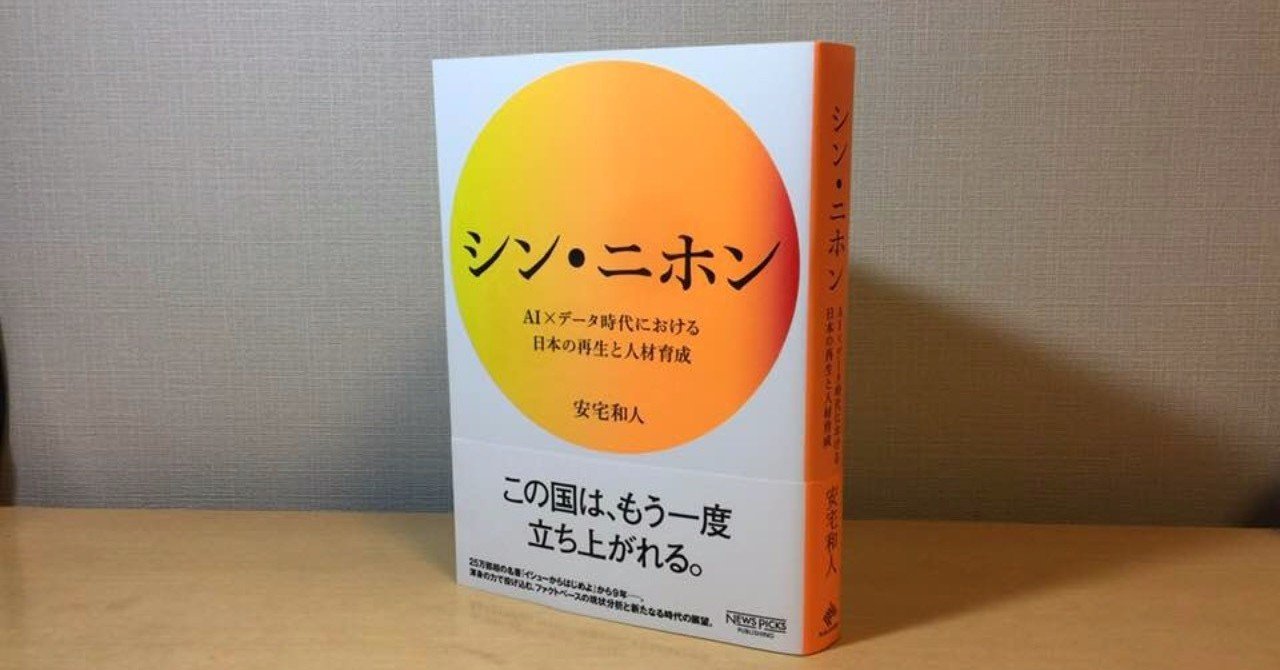 シン・ニホン
AI×データ時代における
日本の再生と人材育成
安宅和人
この国は、もう一度
立ち上がれる。
25万部超の名著『イシューからはじめよ』から9年――。
渾身の力で投げ込む、ファクトベースの現状分析と新たなる時代の展望。
NEWS PICKS
PUBLISHING
シン・ニホン
AI×データ時代における
日本の再生と人材育成
安宅和人